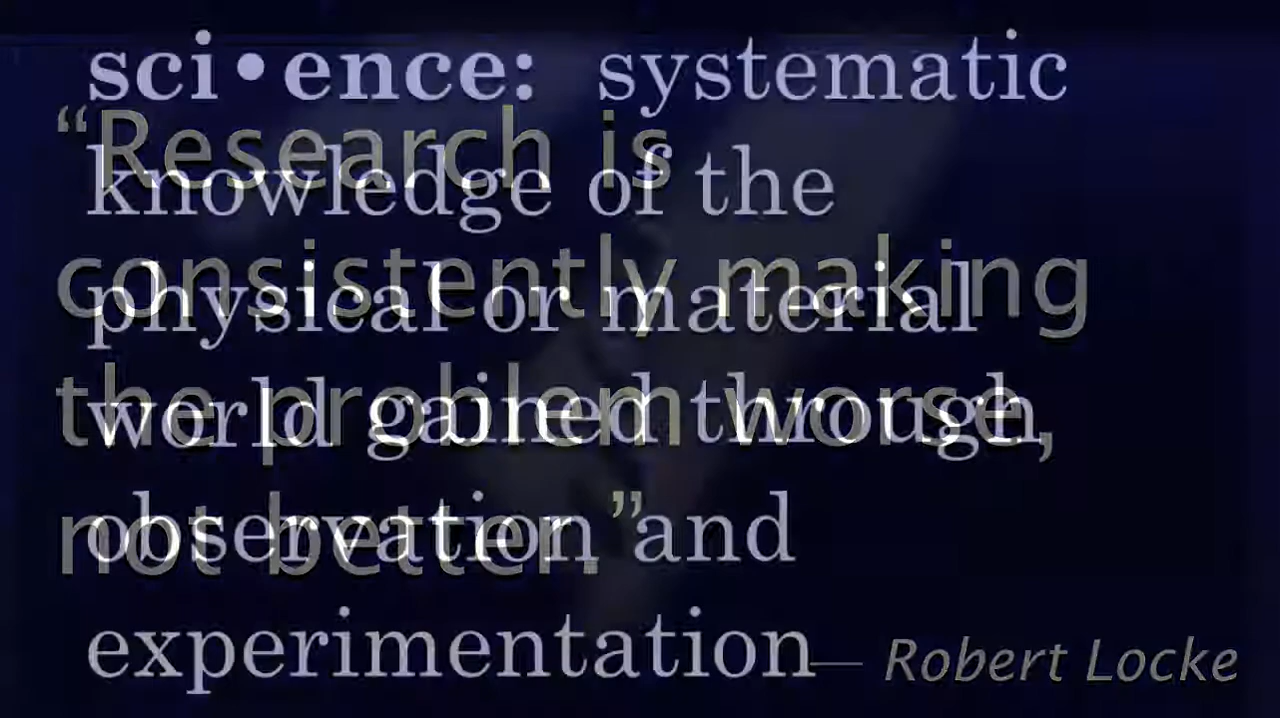 sci•ence: systematic
knowledge of the
physical or material
world gained through
observation and
experimentation
“Research is
consistently making
the problem worse,
not better.”
— Robert Locke